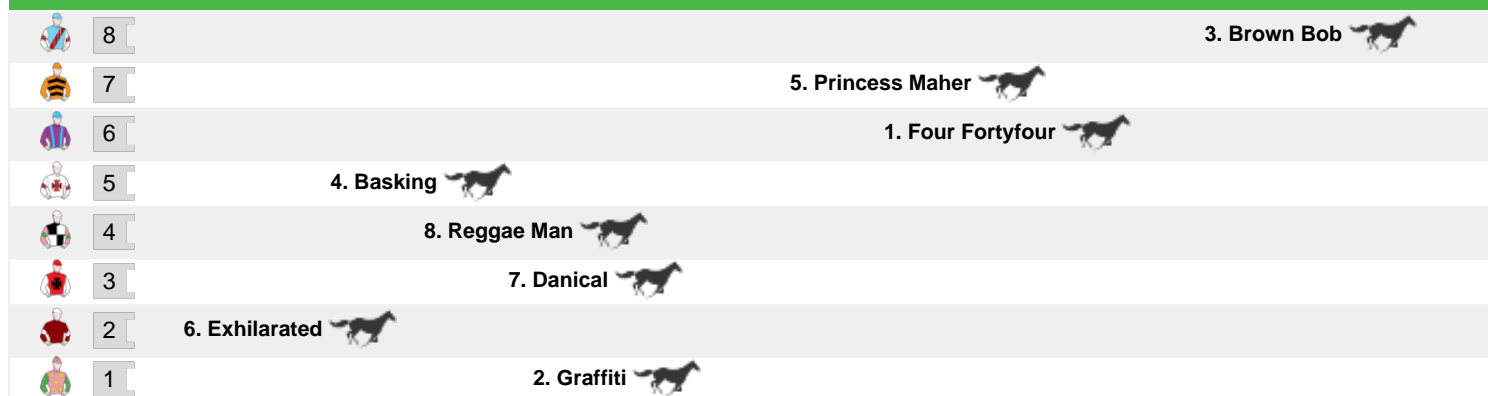 8 3. Brown Bob
7 5. Princess Maher
6 1. Four Fortyfour
5 4. Basking
4 8. Reggae Man
3 7. Danical
2 6. Exhilarated
1 2. Graffiti